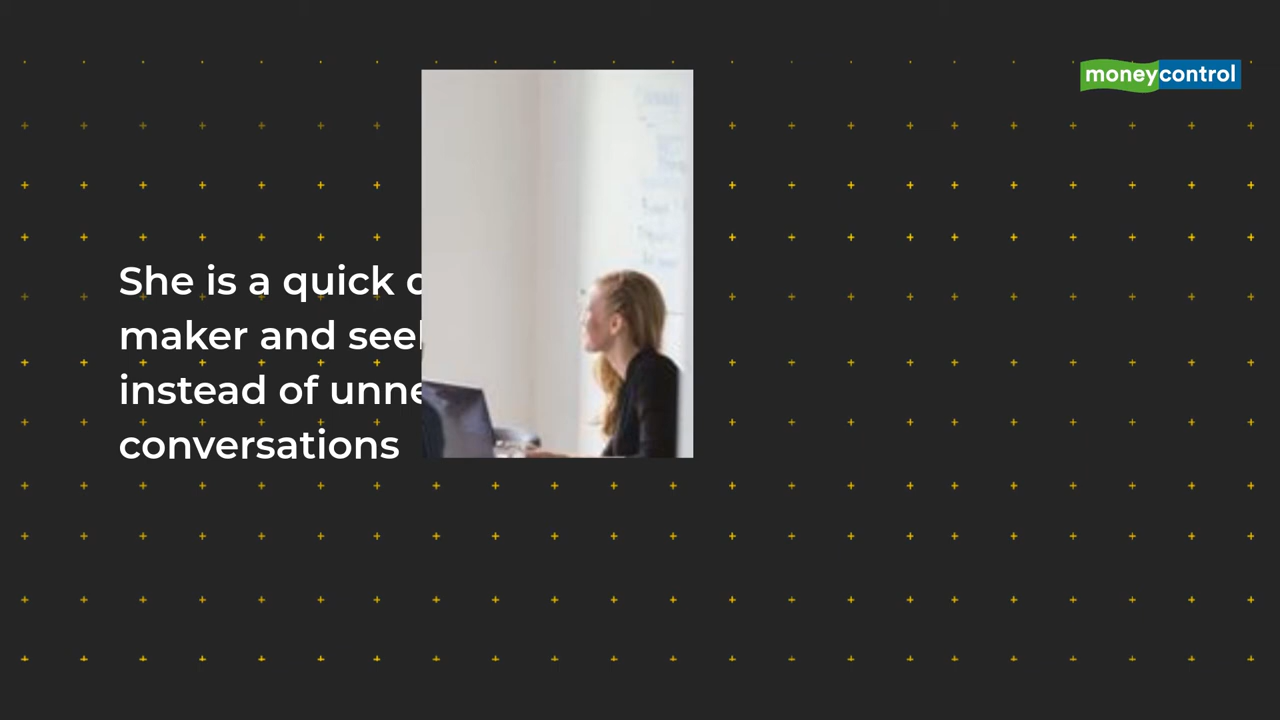 moneycontrol
She is a quick
maker and
instead of
conversations